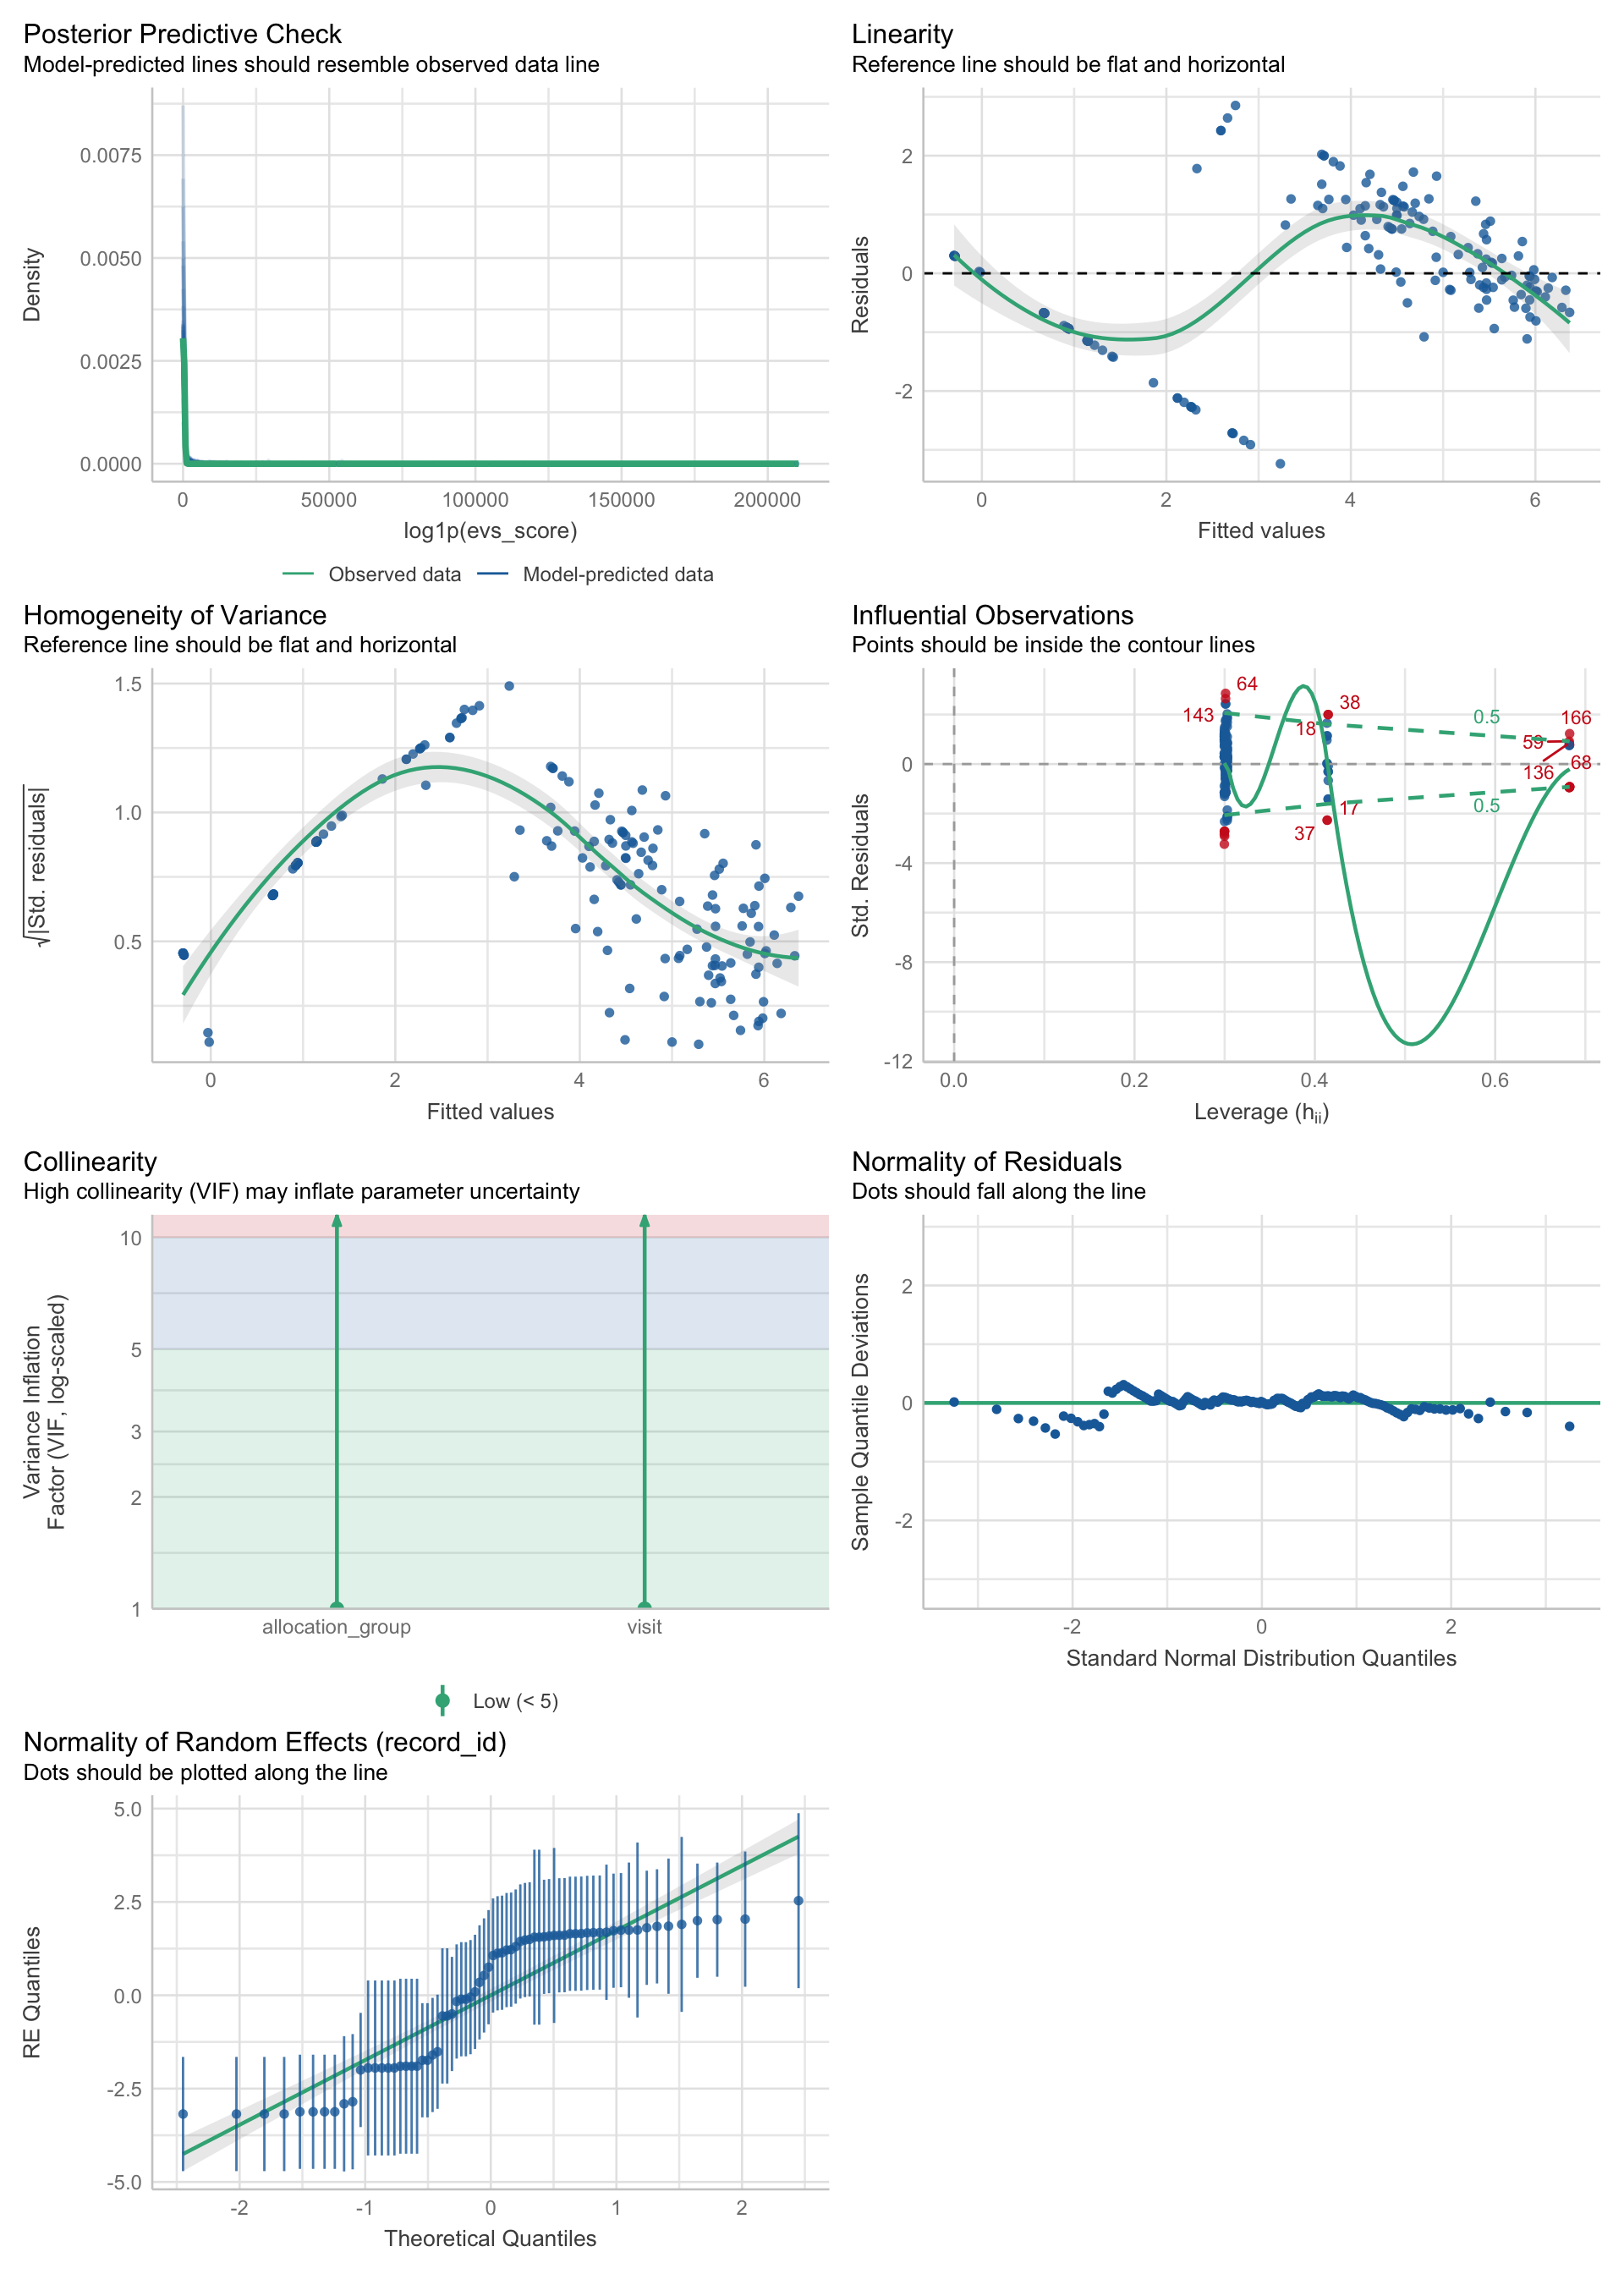 Posterior Predictive Check
Model-predicted lines should resemble observed data line
Density
0.0075
0.0050
0.0025
0.0000
0
50000
100000
150000
200000
log1p(evs_score)
Observed data
Model-predicted data
Linearity
Reference line should be flat and horizontal
Residuals
2
0
-2
0
2
4
6
Fitted values
Homogeneity of Variance
Reference line should be flat and horizontal
√|Std. residuals|
1.5
1.0
0.5
0
2
4
6
Fitted values
Influential Observations
Points should be inside the contour lines
Std. Residuals
0
-4
-8
-12
64
143
38
18
17
37
0.5
0.5
166
59
136
68
0.0
0.2
0.4
0.6
Leverage (hii)
Collinearity
High collinearity (VIF) may inflate parameter uncertainty
Variance Inflation
Factor (VIF, log-scaled)
10
5
3
2
1
allocation_group
visit
Low (< 5)
Normality of Residuals
Dots should fall along the line
Sample Quantile Deviations
2
0
-2
-2
0
2
Standard Normal Distribution Quantiles
Normality of Random Effects (record_id)
Dots should be plotted along the line
RE Quantiles
5.0
2.5
0.0
-2.5
-5.0
-2
-1
0
1
2
Theoretical Quantiles